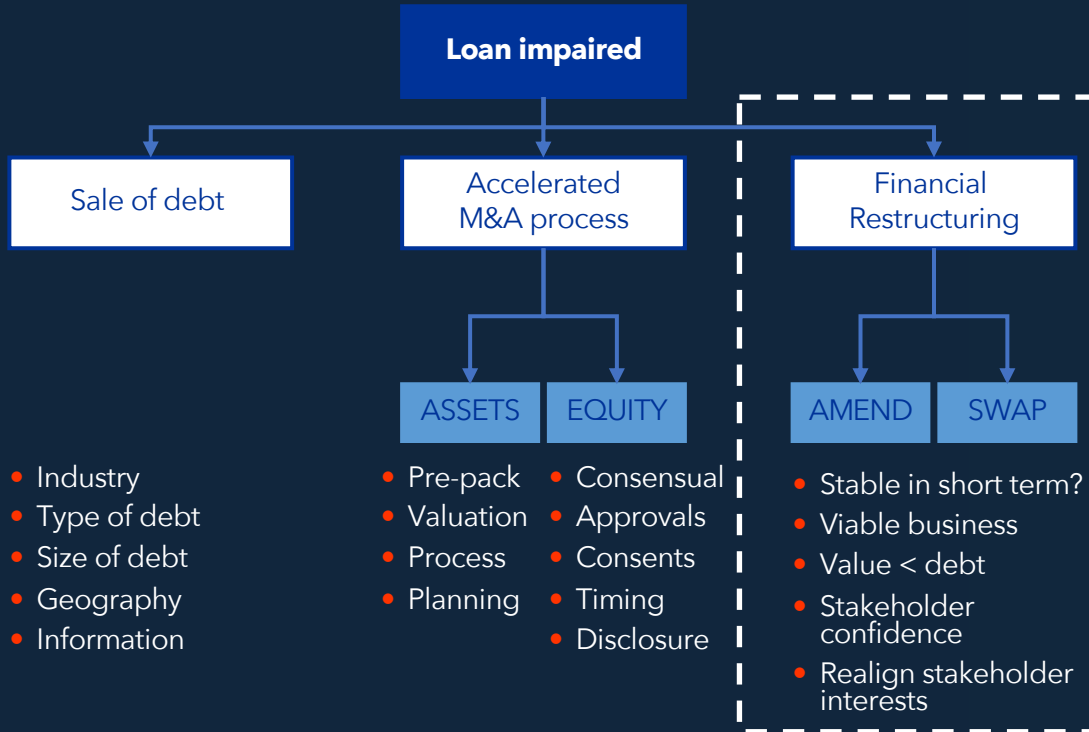 Loan impaired
Sale of debt
Accelerated
M&A process
Financial
Restructuring
ASSETS
EQUITY
AMEND
SWAP
• Industry
• Type of debt
• Size of debt
• Geography
• Information
• Pre-pack
• Valuation
• Process
• Planning
• Consensual
• Approvals
• Consents
• Timing
• Disclosure
• Stable in short term?
• Viable business
• Value < debt
• Stakeholder
confidence
• Realign stakeholder
interests